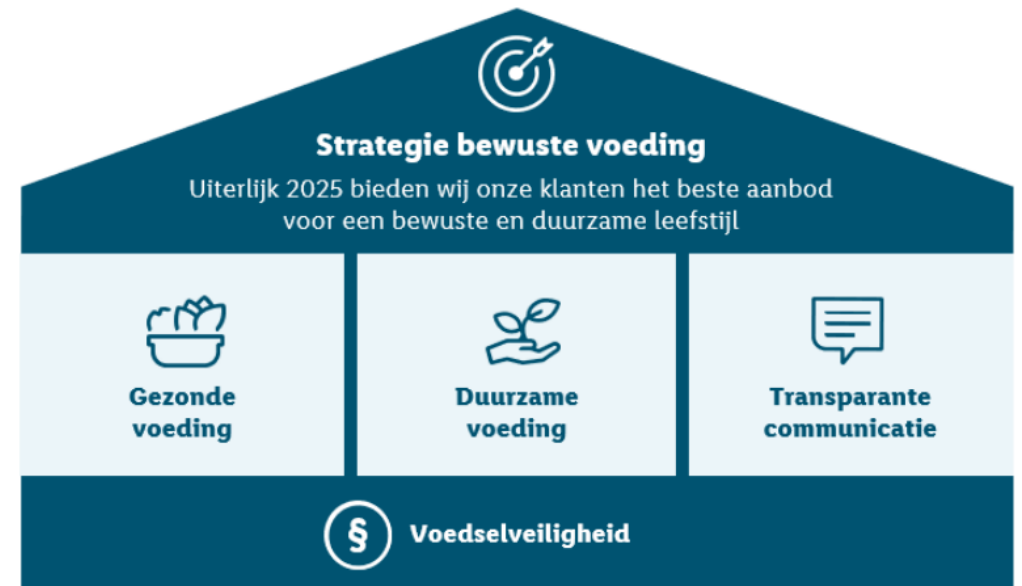 Strategie bewuste voeding
Uiterlijk 2025 bieden wij onze klanten het beste aanbod
voor een bewuste en duurzame leefstijl
Gezonde
voeding
Duurzame
voeding
Transparante
communicatie
§ Voedselveiligheid